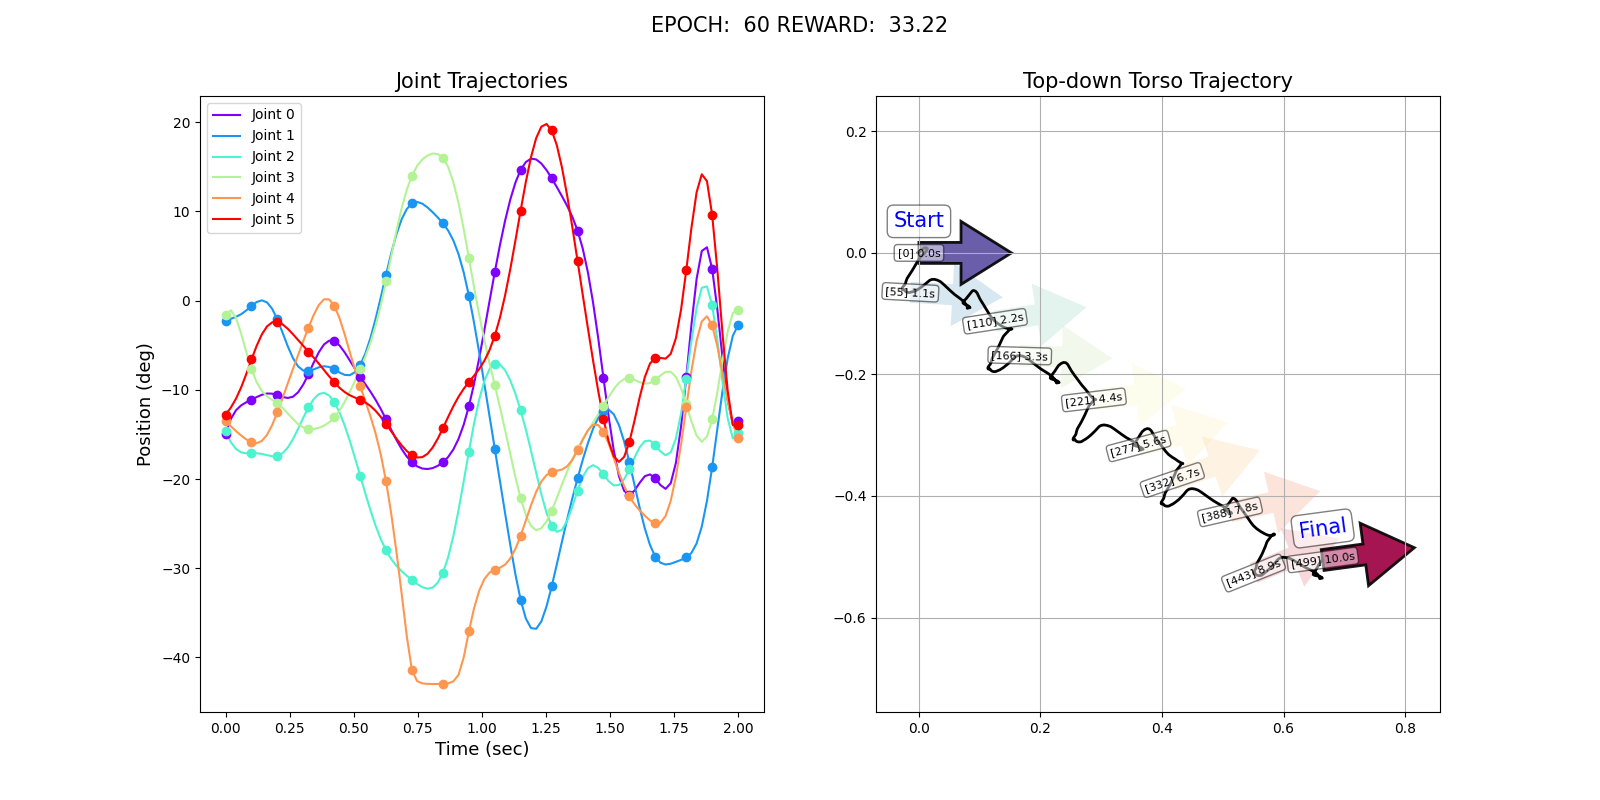 EPOCH:  60 REWARD:  33.22
Joint Trajectories
Position (deg)
20
10
0
−10
−20
−30
−40
Joint 0
Joint 1
Joint 2
Joint 3
Joint 4
Joint 5
0.00 0.25 0.50 0.75 1.00 1.25 1.50 1.75 2.00
Time (sec)
Top-down Torso Trajectory
0.2
0.0
−0.2
−0.4
−0.6
Start
[0] 0.0s
[55] 1.1s
[110] 2.2s
[166] 3.3s
[221] 4.4s
[277] 5.6s
[332] 6.7s
[388] 7.8s
Final
[443] 8.9s
[499] 10.0s
0.0 0.2 0.4 0.6 0.8